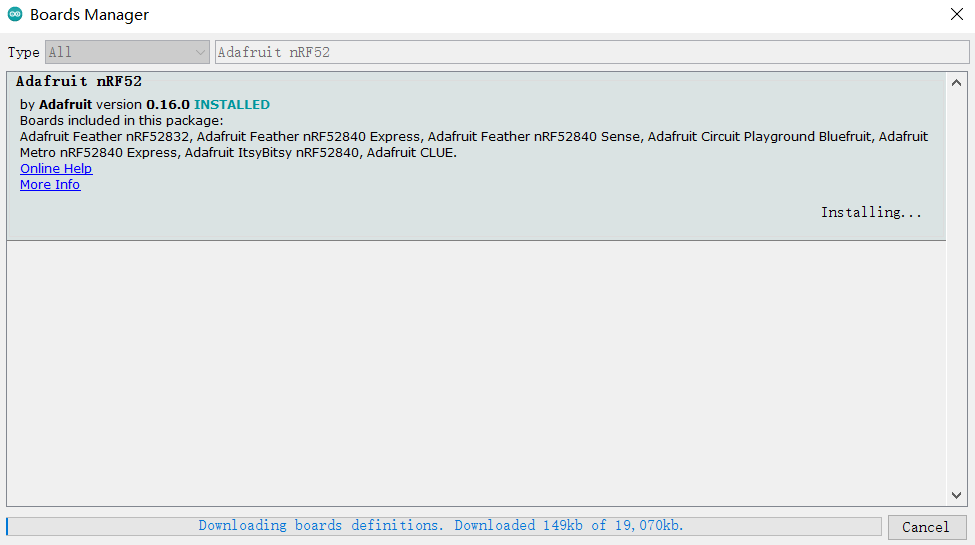 Boards Manager
Type All Adafruit nRF52
Adafruit nRF52
by Adafruit version 0.16.0 INSTALLED
Boards included in this package:
Adafruit Feather nRF52832, Adafruit Feather nRF52840 Express, Adafruit Feather nRF52840 Sense, Adafruit Circuit Playground Bluefruit, Adafruit
Metro nRF52840 Express, Adafruit ItsyBitsy nRF52840, Adafruit CLUE.
Online Help
More Info
Installing...
Downloading boards definitions. Downloaded 149kb of 19,070kb.
Cancel